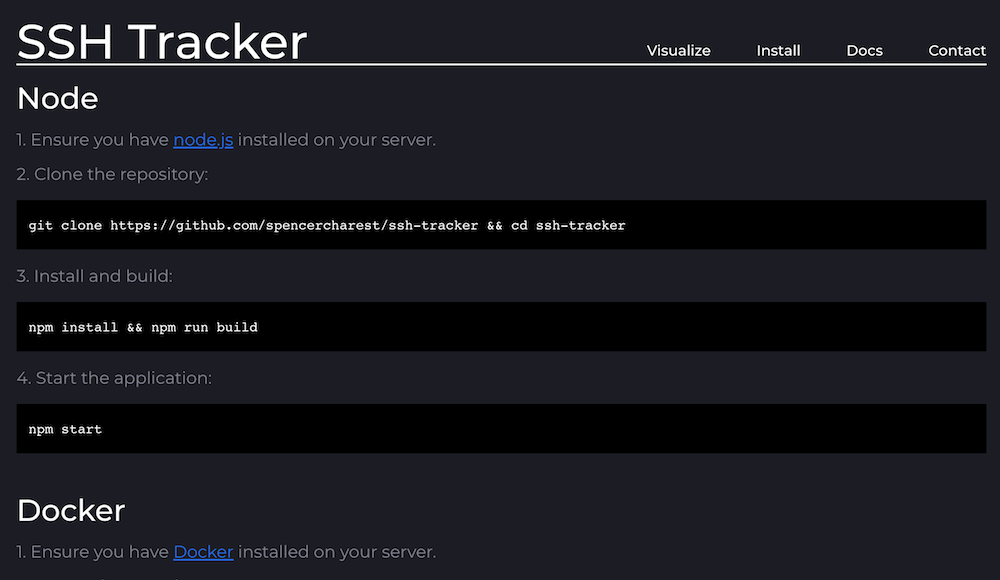 SSH Tracker
Visualize Install Docs Contact
Node
1. Ensure you have node.js installed on your server.
2. Clone the repository:
git clone https://github.com/spencercharest/ssh-tracker && cd ssh-tracker
3. Install and build:
npm install && npm run build
4. Start the application:
npm start
Docker
1. Ensure you have Docker installed on your server.